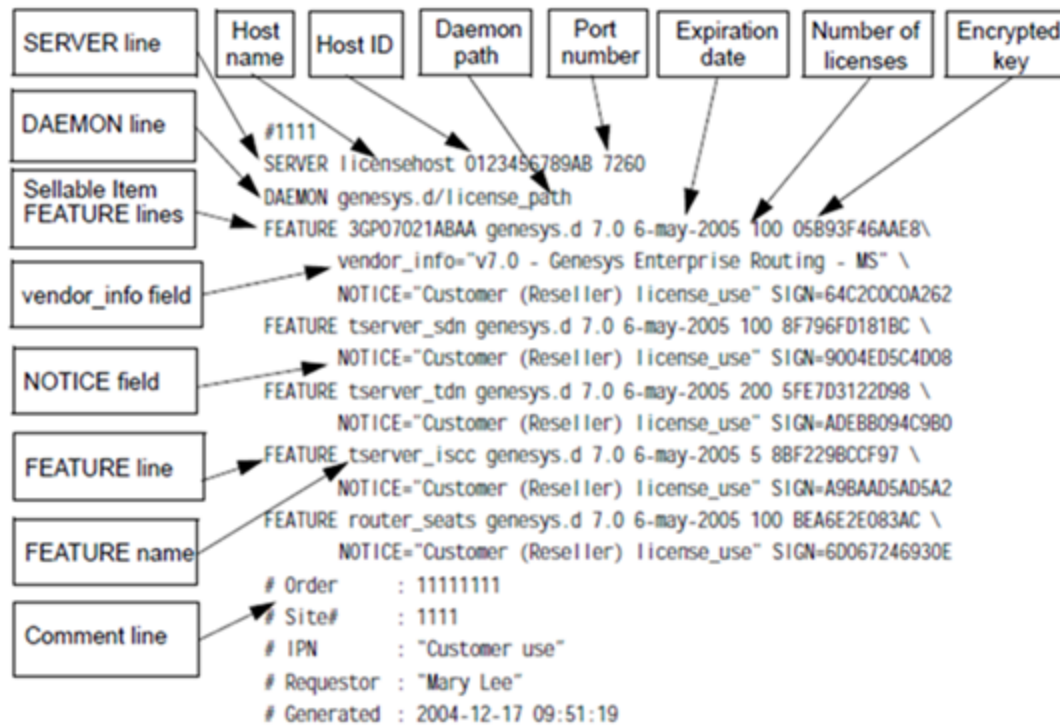 SERVER line
Host name
Host ID
Daemon path
Port number
Expiration date
Number of licenses
Encrypted key
DAEMON line
Sellable Item
FEATURE lines
vendor_info field
NOTICE field
FEATURE line
FEATURE name
Comment line
#1111
SERVER licensehost 0123456789AB 7260
DAEMON genesys.d/license_path
FEATURE 3GP07021ABAA genesys.d 7.0 6-may-2005 100 05B93F46AAE8\
vendor_info="v7.0 - Genesys Enterprise Routing - MS" \
NOTICE="Customer (Reseller) license_use" SIGN=64C2C0C0A262
FEATURE tserver_sdn genesys.d 7.0 6-may-2005 100 8F796FD181BC \
NOTICE="Customer (Reseller) license_use" SIGN=9004ED5C4D08
FEATURE tserver_tdn genesys.d 7.0 6-may-2005 200 5FE7D3122D98 \
NOTICE="Customer (Reseller) license_use" SIGN=ADEBB094C9B0
FEATURE tserver_iscc genesys.d 7.0 6-may-2005 5 8BF229BCCF97 \
NOTICE="Customer (Reseller) license_use" SIGN=A9BAAD5AD5A2
FEATURE router_seats genesys.d 7.0 6-may-2005 100 BEA6E2E083AC \
NOTICE="Customer (Reseller) license_use" SIGN=6D067246930E
# Order : 11111111
# Site# : 1111
# IPN : "Customer use"
# Requestor : "Mary Lee"
# Generated : 2004-12-17 09:51:19